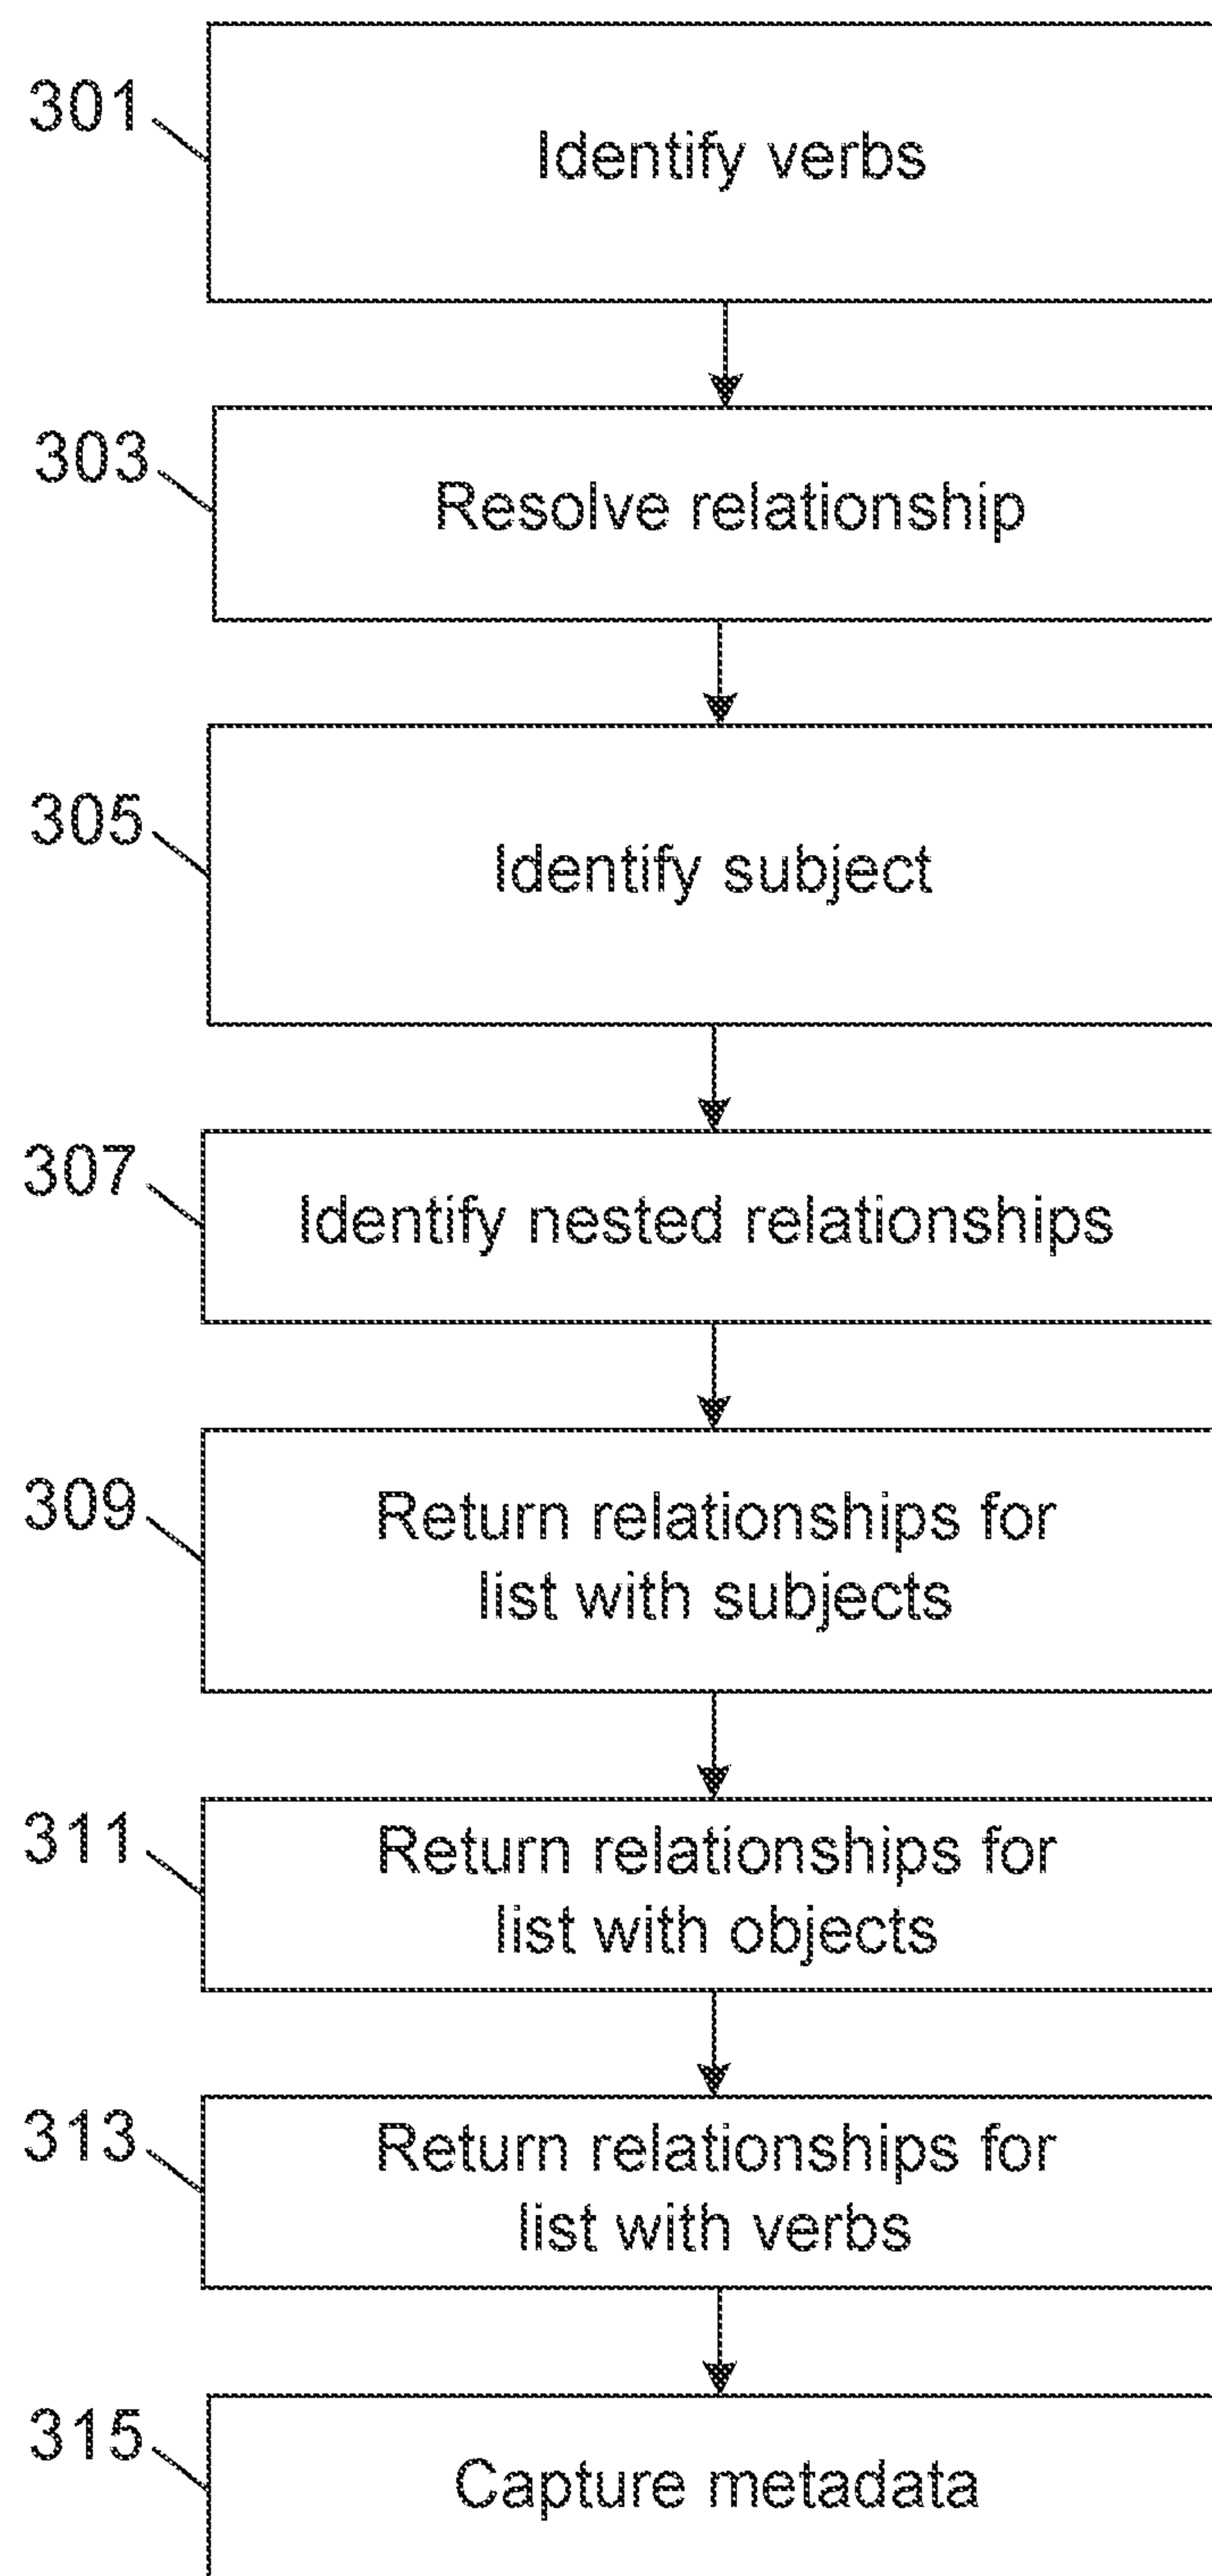 301
Identify verbs
303
Resolve relationship
305
Identify subject
307
Identify nested relationships
309
Return relationships for
list with subjects
311
Return relationships for
list with objects
313
Return relationships for
list with verbs
315
Capture metadata